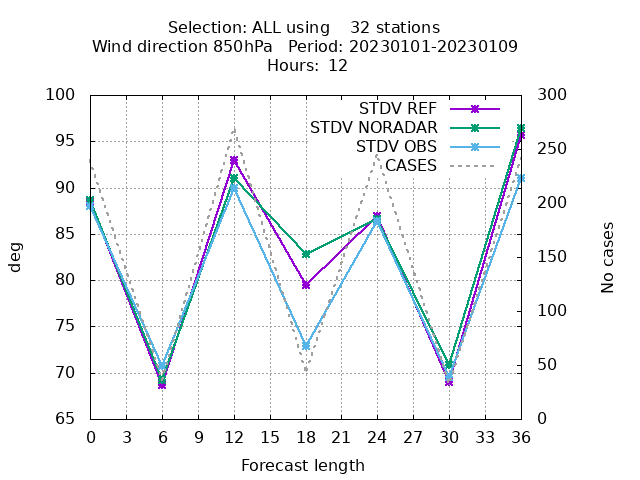 Selection: ALL using    32 stations
Wind direction 850hPa   Period: 20230101-20230109
Hours:  12
100
95
90
85
80
75
70
65
300
250
200
150
100
50
0
STDV REF
STDV NORADAR
STDV OBS
CASES
deg
No cases
0 3 6 9 12 15 18 21 24 27 30 33 36
Forecast length